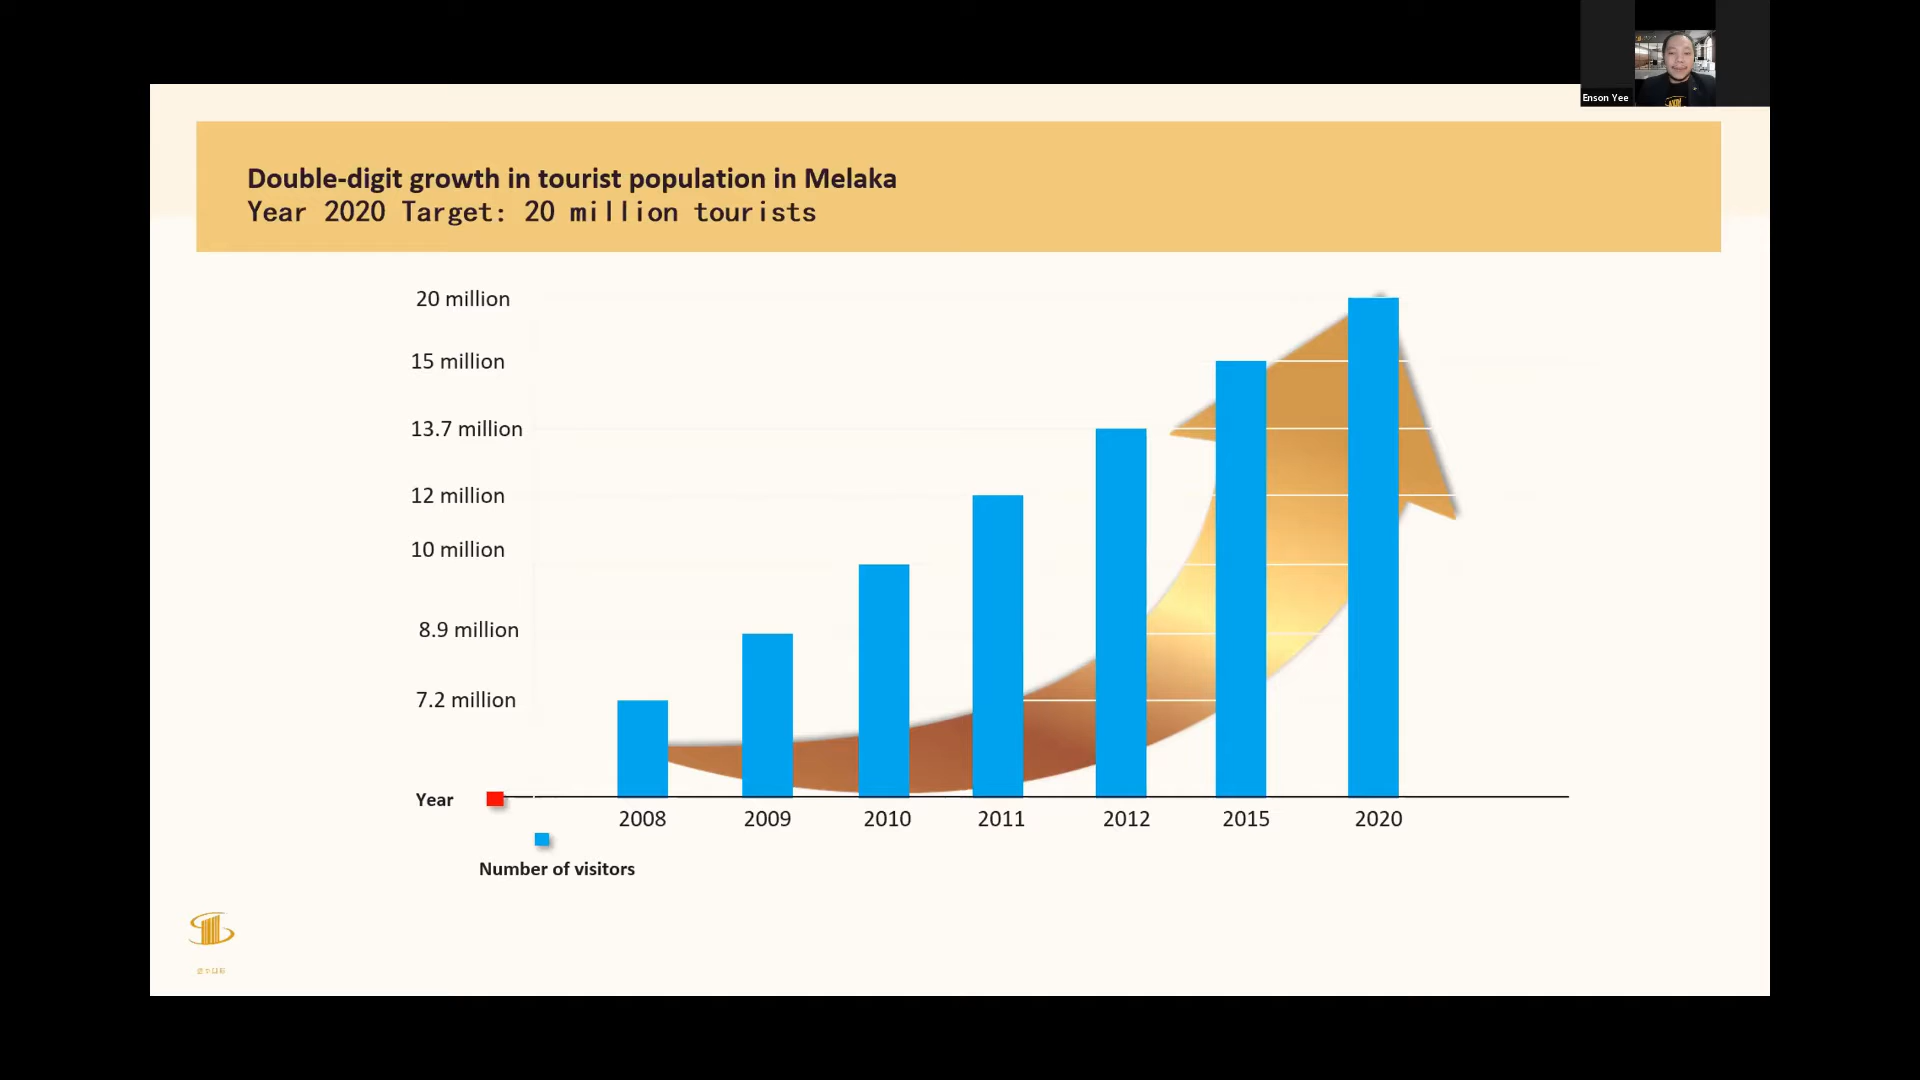 Enson Yee
Double-digit growth in tourist population in Melaka
Year 2020 Target: 20 million tourists
20 million
15 million
13.7 million
12 million
10 million
8.9 million
7.2 million
Year
2008 2009 2010 2011 2012 2015 2020
Number of visitors